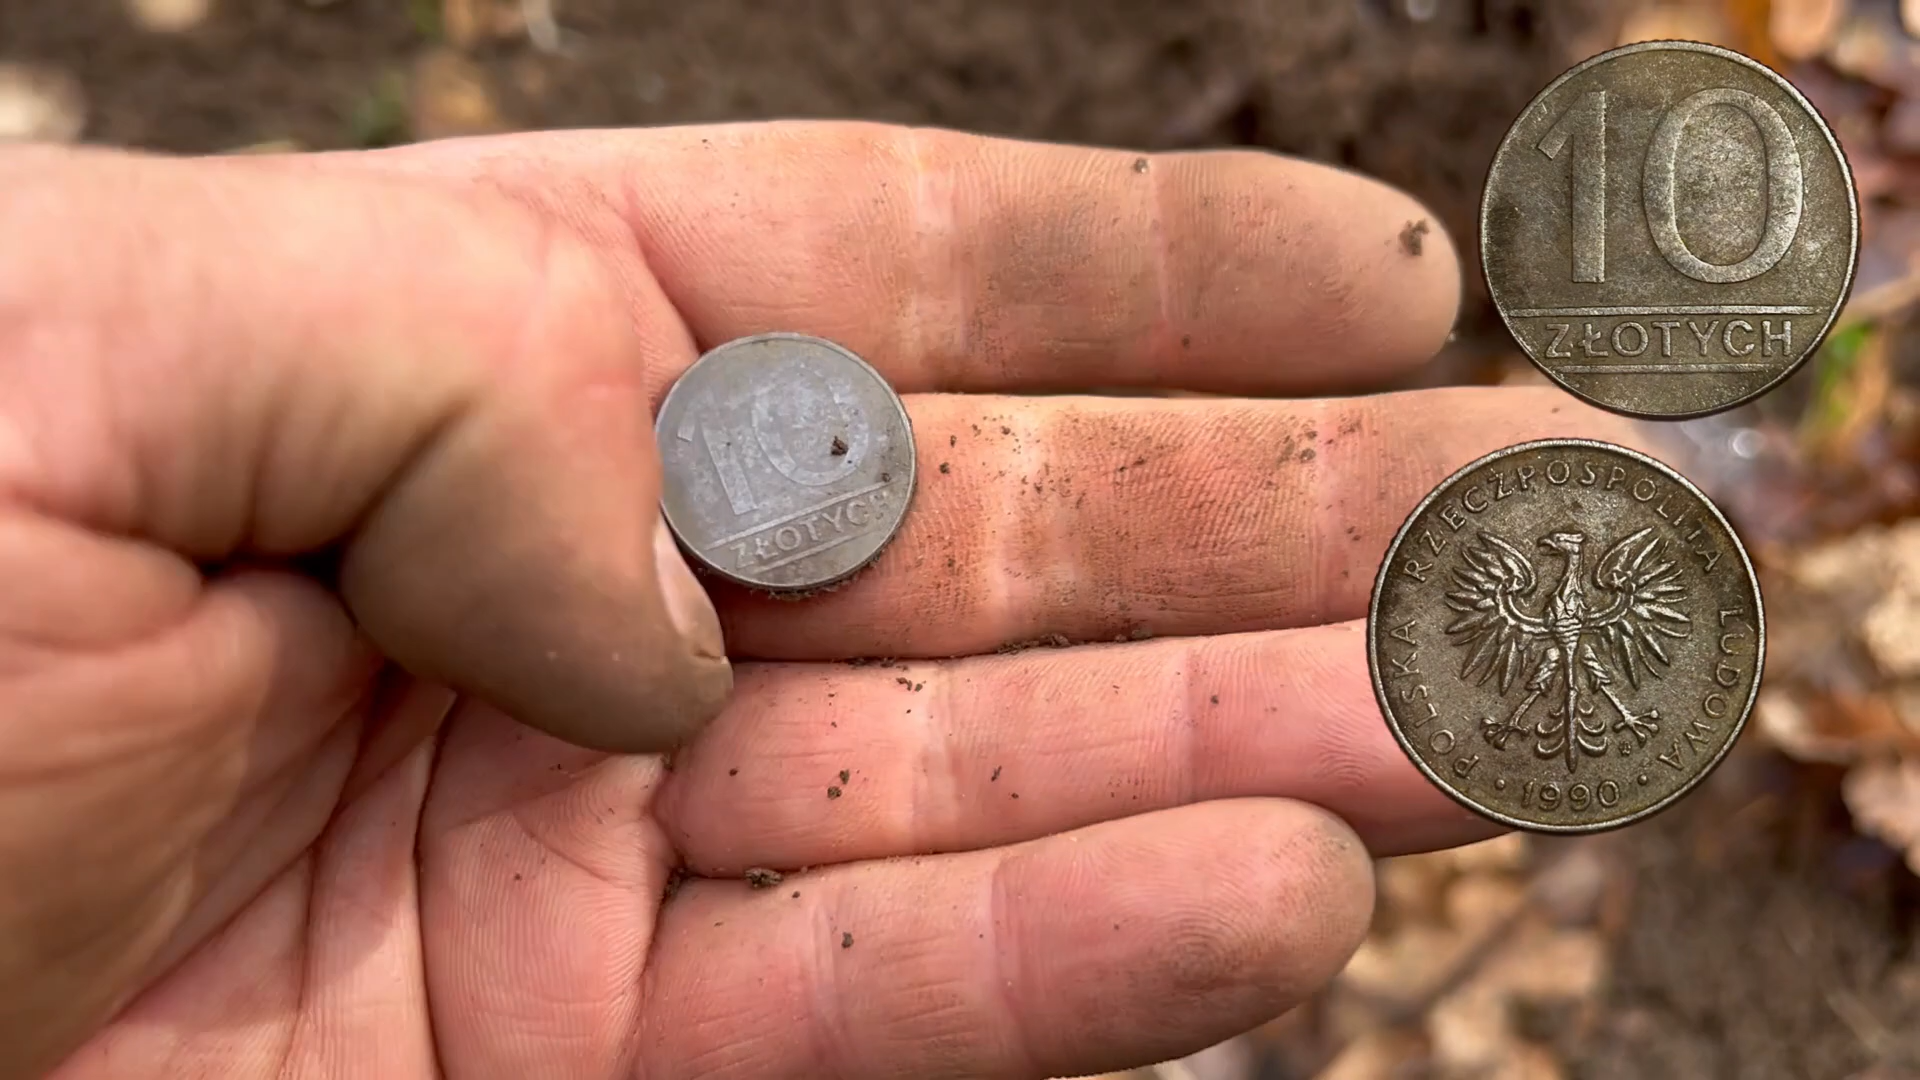 10
ZŁOTYCH
10
ZŁOTYCH
POLSKA RZECZPOSPOLITA LUDOWA
· 1990 ·